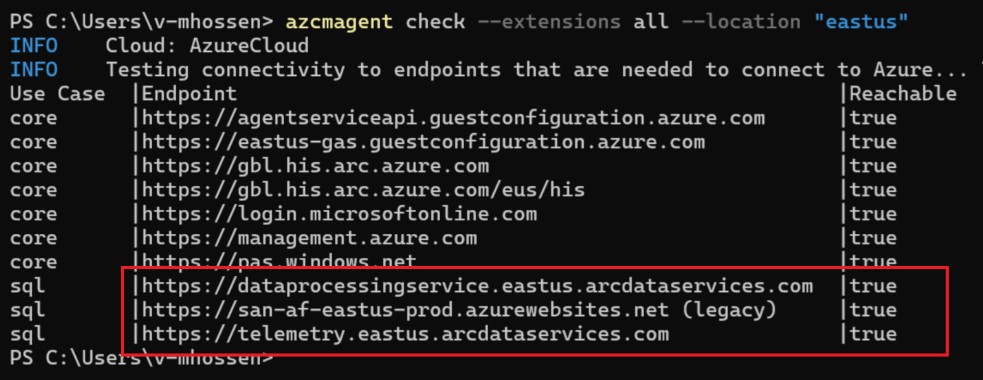 PS C:\Users\v-mhossen> azcmagent check --extensions all --location "eastus"
INFO    Cloud: AzureCloud
INFO    Testing connectivity to endpoints that are needed to connect to Azure...
Use Case  |Endpoint                                                   |Reachable
core      |https://agentserviceapi.guestconfiguration.azure.com       |true
core      |https://eastus-gas.guestconfiguration.azure.com            |true
core      |https://gbl.his.arc.azure.com                              |true
core      |https://gbl.his.arc.azure.com/eus/his                      |true
core      |https://login.microsoftonline.com                          |true
core      |https://management.azure.com                               |true
core      |https://pas.windows.net                                    |true
sql       |https://dataprocessingservice.eastus.arcdataservices.com   |true
sql       |https://san-af-eastus-prod.azurewebsites.net (legacy)      |true
sql       |https://telemetry.eastus.arcdataservices.com               |true
PS C:\Users\v-mhossen>